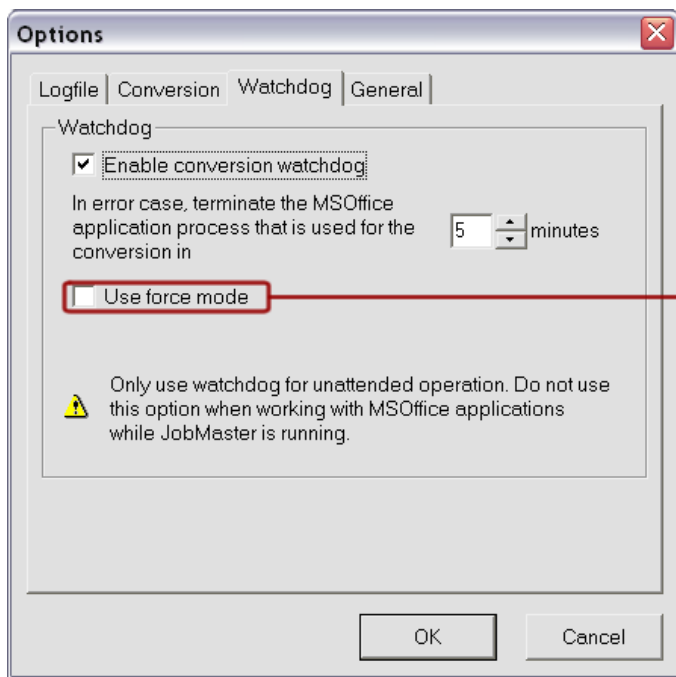 Options
Logfile Conversion Watchdog General
Watchdog
Enable conversion watchdog
In error case, terminate the MSOffice
application process that is used for the
conversion in
5 minutes
Use force mode
Only use watchdog for unattended operation. Do not use
this option when working with MSOffice applications
while JobMaster is running.
OK Cancel